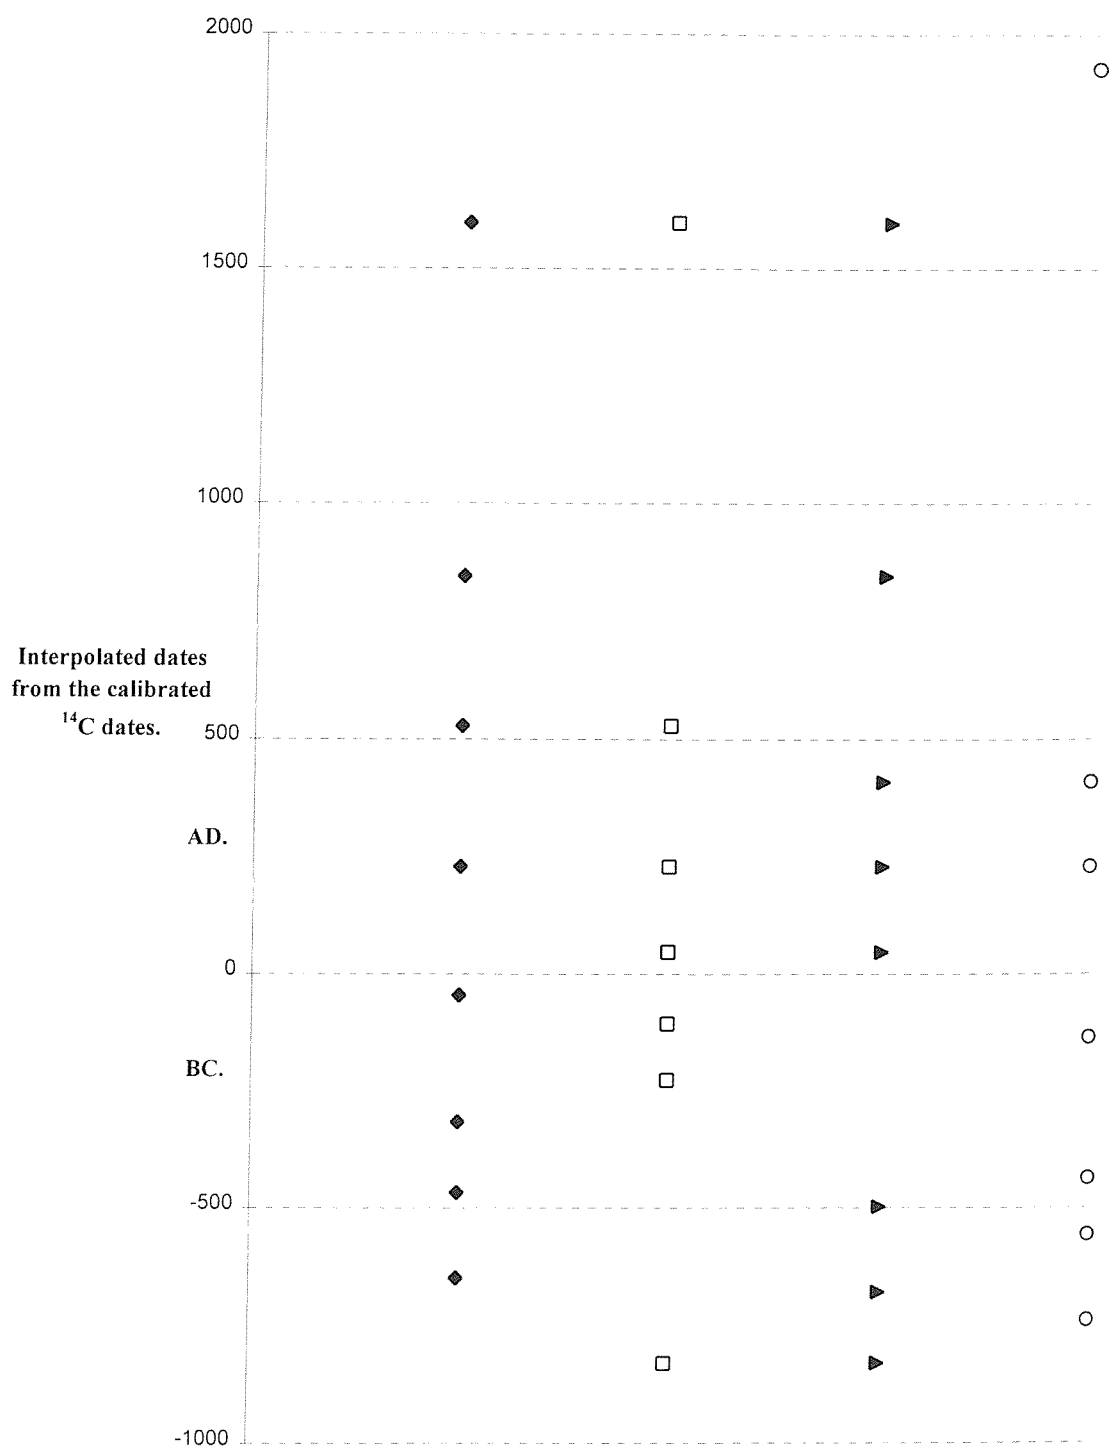 2000
1500
1000
Interpolated dates
from the calibrated
¹⁴C dates.
500
AD.
0
BC.
-500
-1000